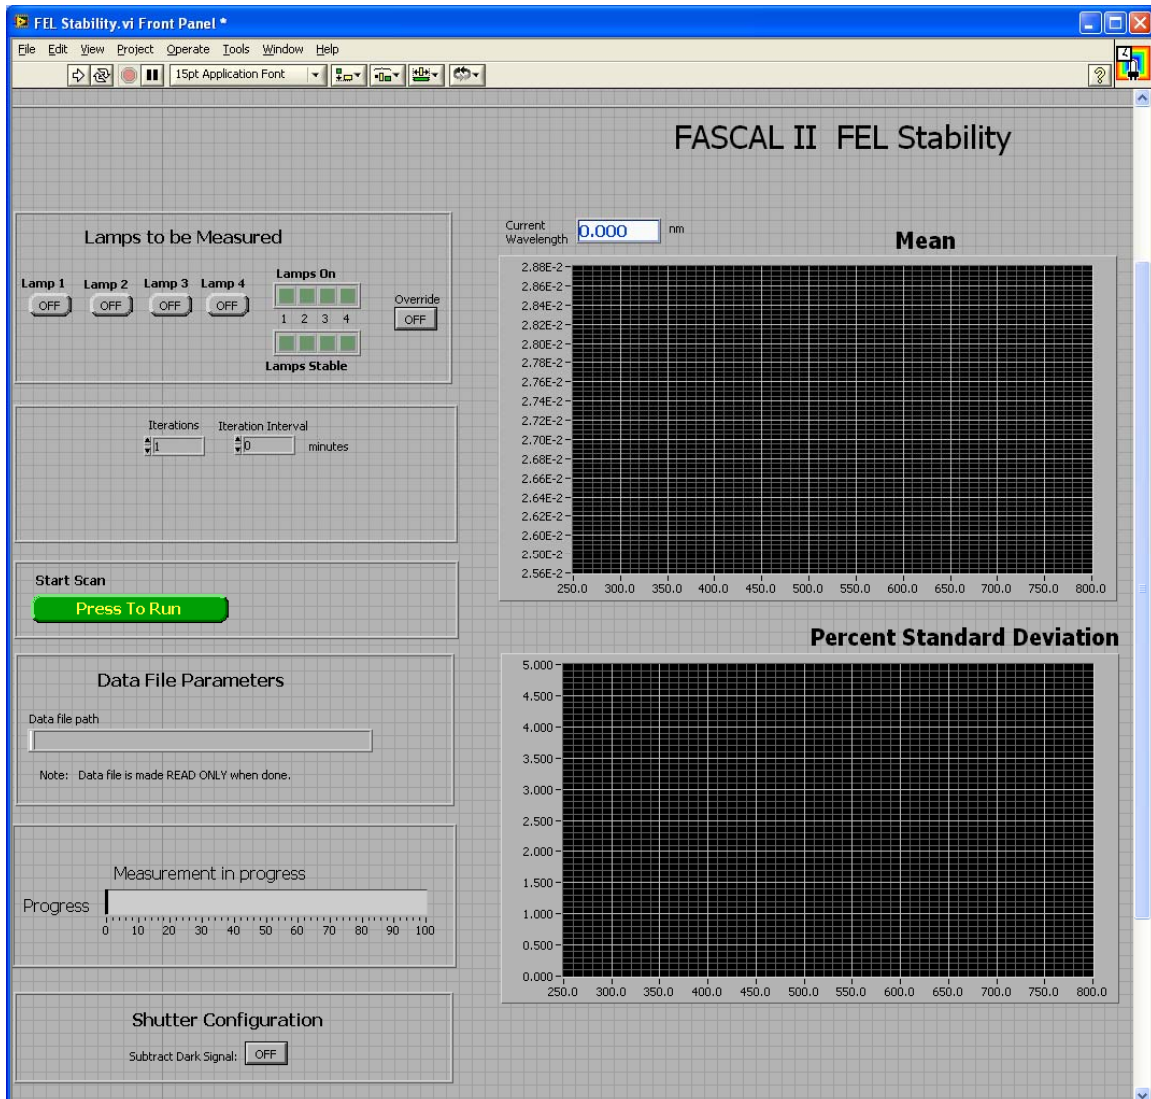 FEL Stability.vi Front Panel *
File Edit View Project Operate Tools Window Help
15pt Application Font
?
FASCAL II FEL Stability
Lamps to be Measured
Lamp 1 Lamp 2 Lamp 3 Lamp 4
OFF OFF OFF OFF
Lamps On
1 2 3 4
Lamps Stable
Override
OFF
Iterations Iteration Interval
1 0 minutes
Start Scan
Press To Run
Data File Parameters
Data file path
Note: Data file is made READ ONLY when done.
Measurement in progress
Progress
0 10 20 30 40 50 60 70 80 90 100
Shutter Configuration
Subtract Dark Signal: OFF
Current
Wavelength 0.000 nm
Mean
2.88E-2
2.86E-2
2.84E-2
2.82E-2
2.80E-2
2.78E-2
2.76E-2
2.74E-2
2.72E-2
2.70E-2
2.68E-2
2.66E-2
2.64E-2
2.62E-2
2.60E-2
2.50E-2
2.56E-2
250.0 300.0 350.0 400.0 450.0 500.0 550.0 600.0 650.0 700.0 750.0 800.0
Percent Standard Deviation
5.000
4.500
4.000
3.500
3.000
2.500
2.000
1.500
1.000
0.500
0.000
250.0 300.0 350.0 400.0 450.0 500.0 550.0 600.0 650.0 700.0 750.0 800.0